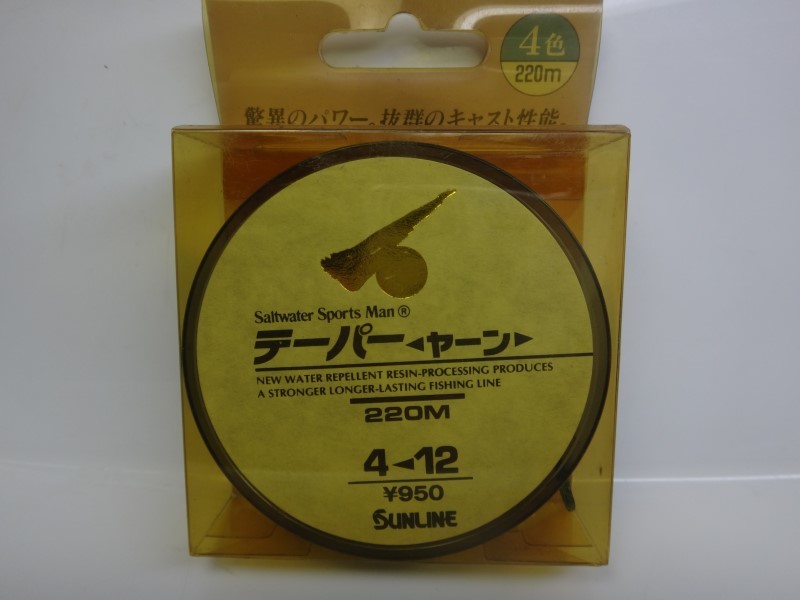 4色
220m
驚異のパワー。抜群のキャスト性能。
Saltwater Sports Man®
テーパー◄ヤーン►
NEW WATER REPELLENT RESIN-PROCESSING PRODUCES
A STRONGER LONGER-LASTING FISHING LINE
220M
4◄12
¥950
SUNLINE